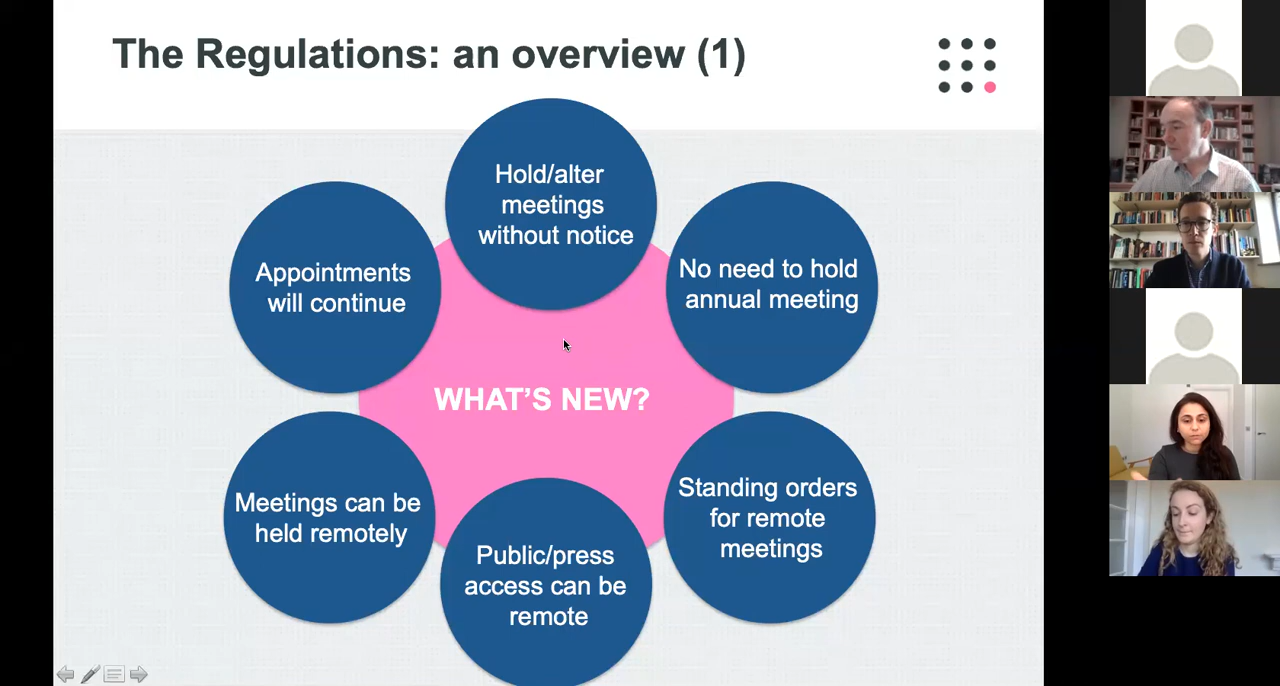 The Regulations: an overview (1)
Hold/alter
meetings
without notice
No need to hold
annual meeting
Standing orders
for remote
meetings
Public/press
access can be
remote
Meetings can be
held remotely
Appointments
will continue
WHAT'S NEW?